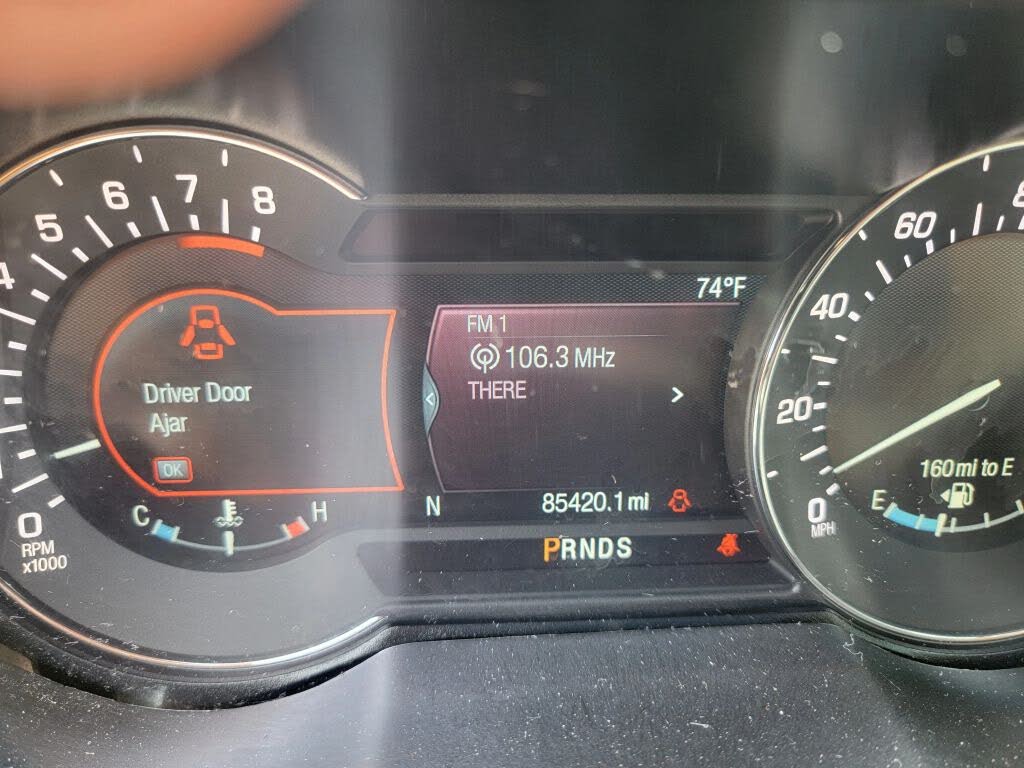 4
5
6
7
8
0
RPM
x1000
Driver Door
Ajar
OK
C
H
74°F
FM 1
106.3 MHz
THERE
N
85420.1 mi
PRNDS
0
MPH
20
40
60
160 mi to E
E